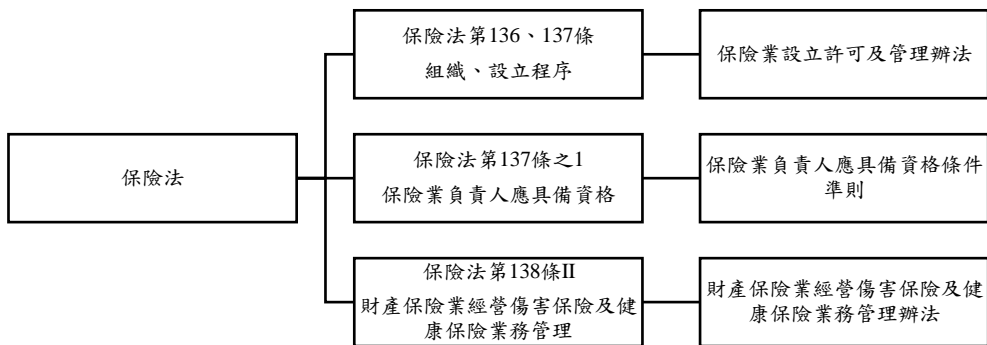 保險法
保險法第136、137條
組織、設立程序
保險業設立許可及管理辦法
保險法第137條之1
保險業負責人應具備資格
保險業負責人應具備資格條件
準則
保險法第138條II
財產保險業經營傷害保險及健
康保險業務管理
財產保險業經營傷害保險及健
康保險業務管理辦法